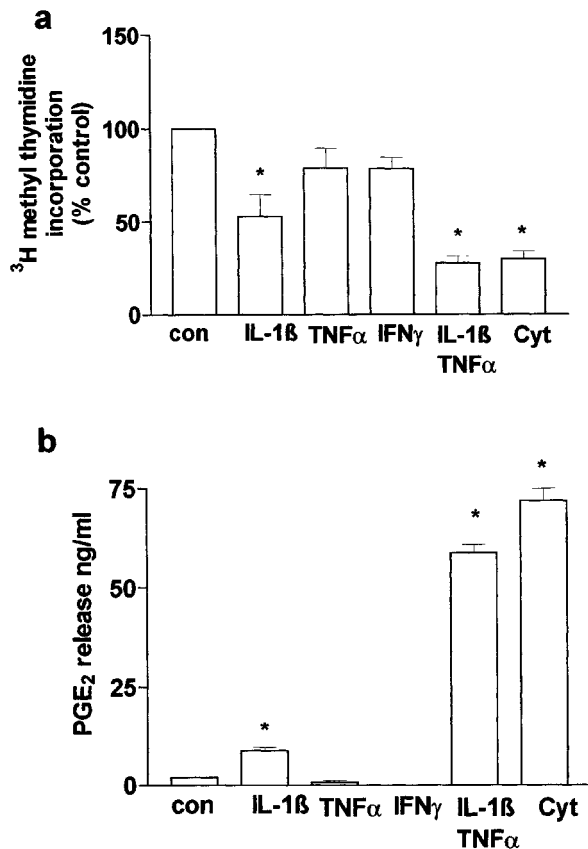 a
³H methyl thymidine
incorporation
(% control)
150
100
50
0
*
*
*
con IL-1ß TNFα IFNγ IL-1ß Cyt
TNFα
b
PGE₂ release ng/ml
75
50
25
0
*
*
*
con IL-1ß TNFα IFNγ IL-1ß Cyt
TNFα